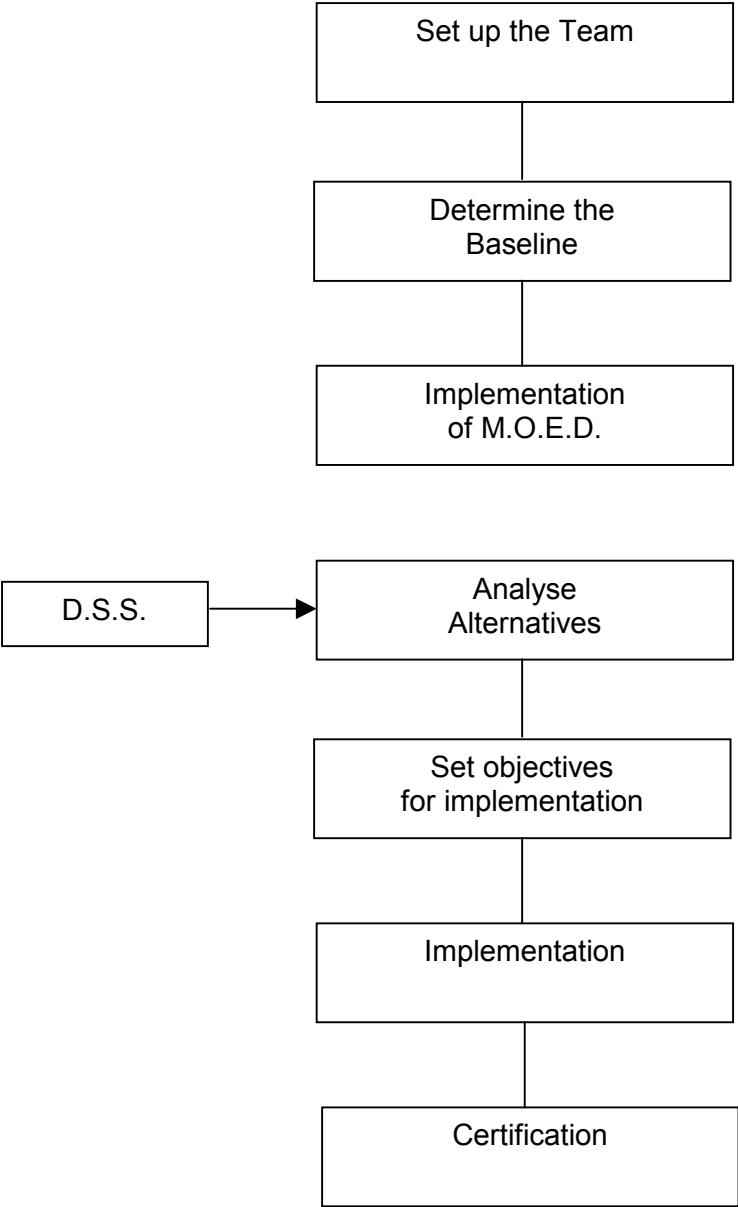 Set up the Team
Determine the
Baseline
Implementation
of M.O.E.D.
D.S.S.
Analyse
Alternatives
Set objectives
for implementation
Implementation
Certification